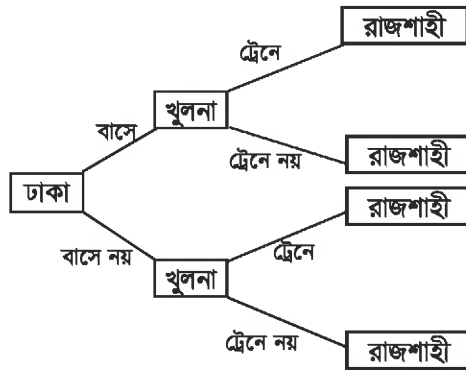 রাজশাহী
ট্রেনে
খুলনা
বাসে
ট্রেনে নয়
রাজশাহী
ঢাকা
রাজশাহী
বাসে নয়
ট্রেনে
খুলনা
ট্রেনে নয়
রাজশাহী